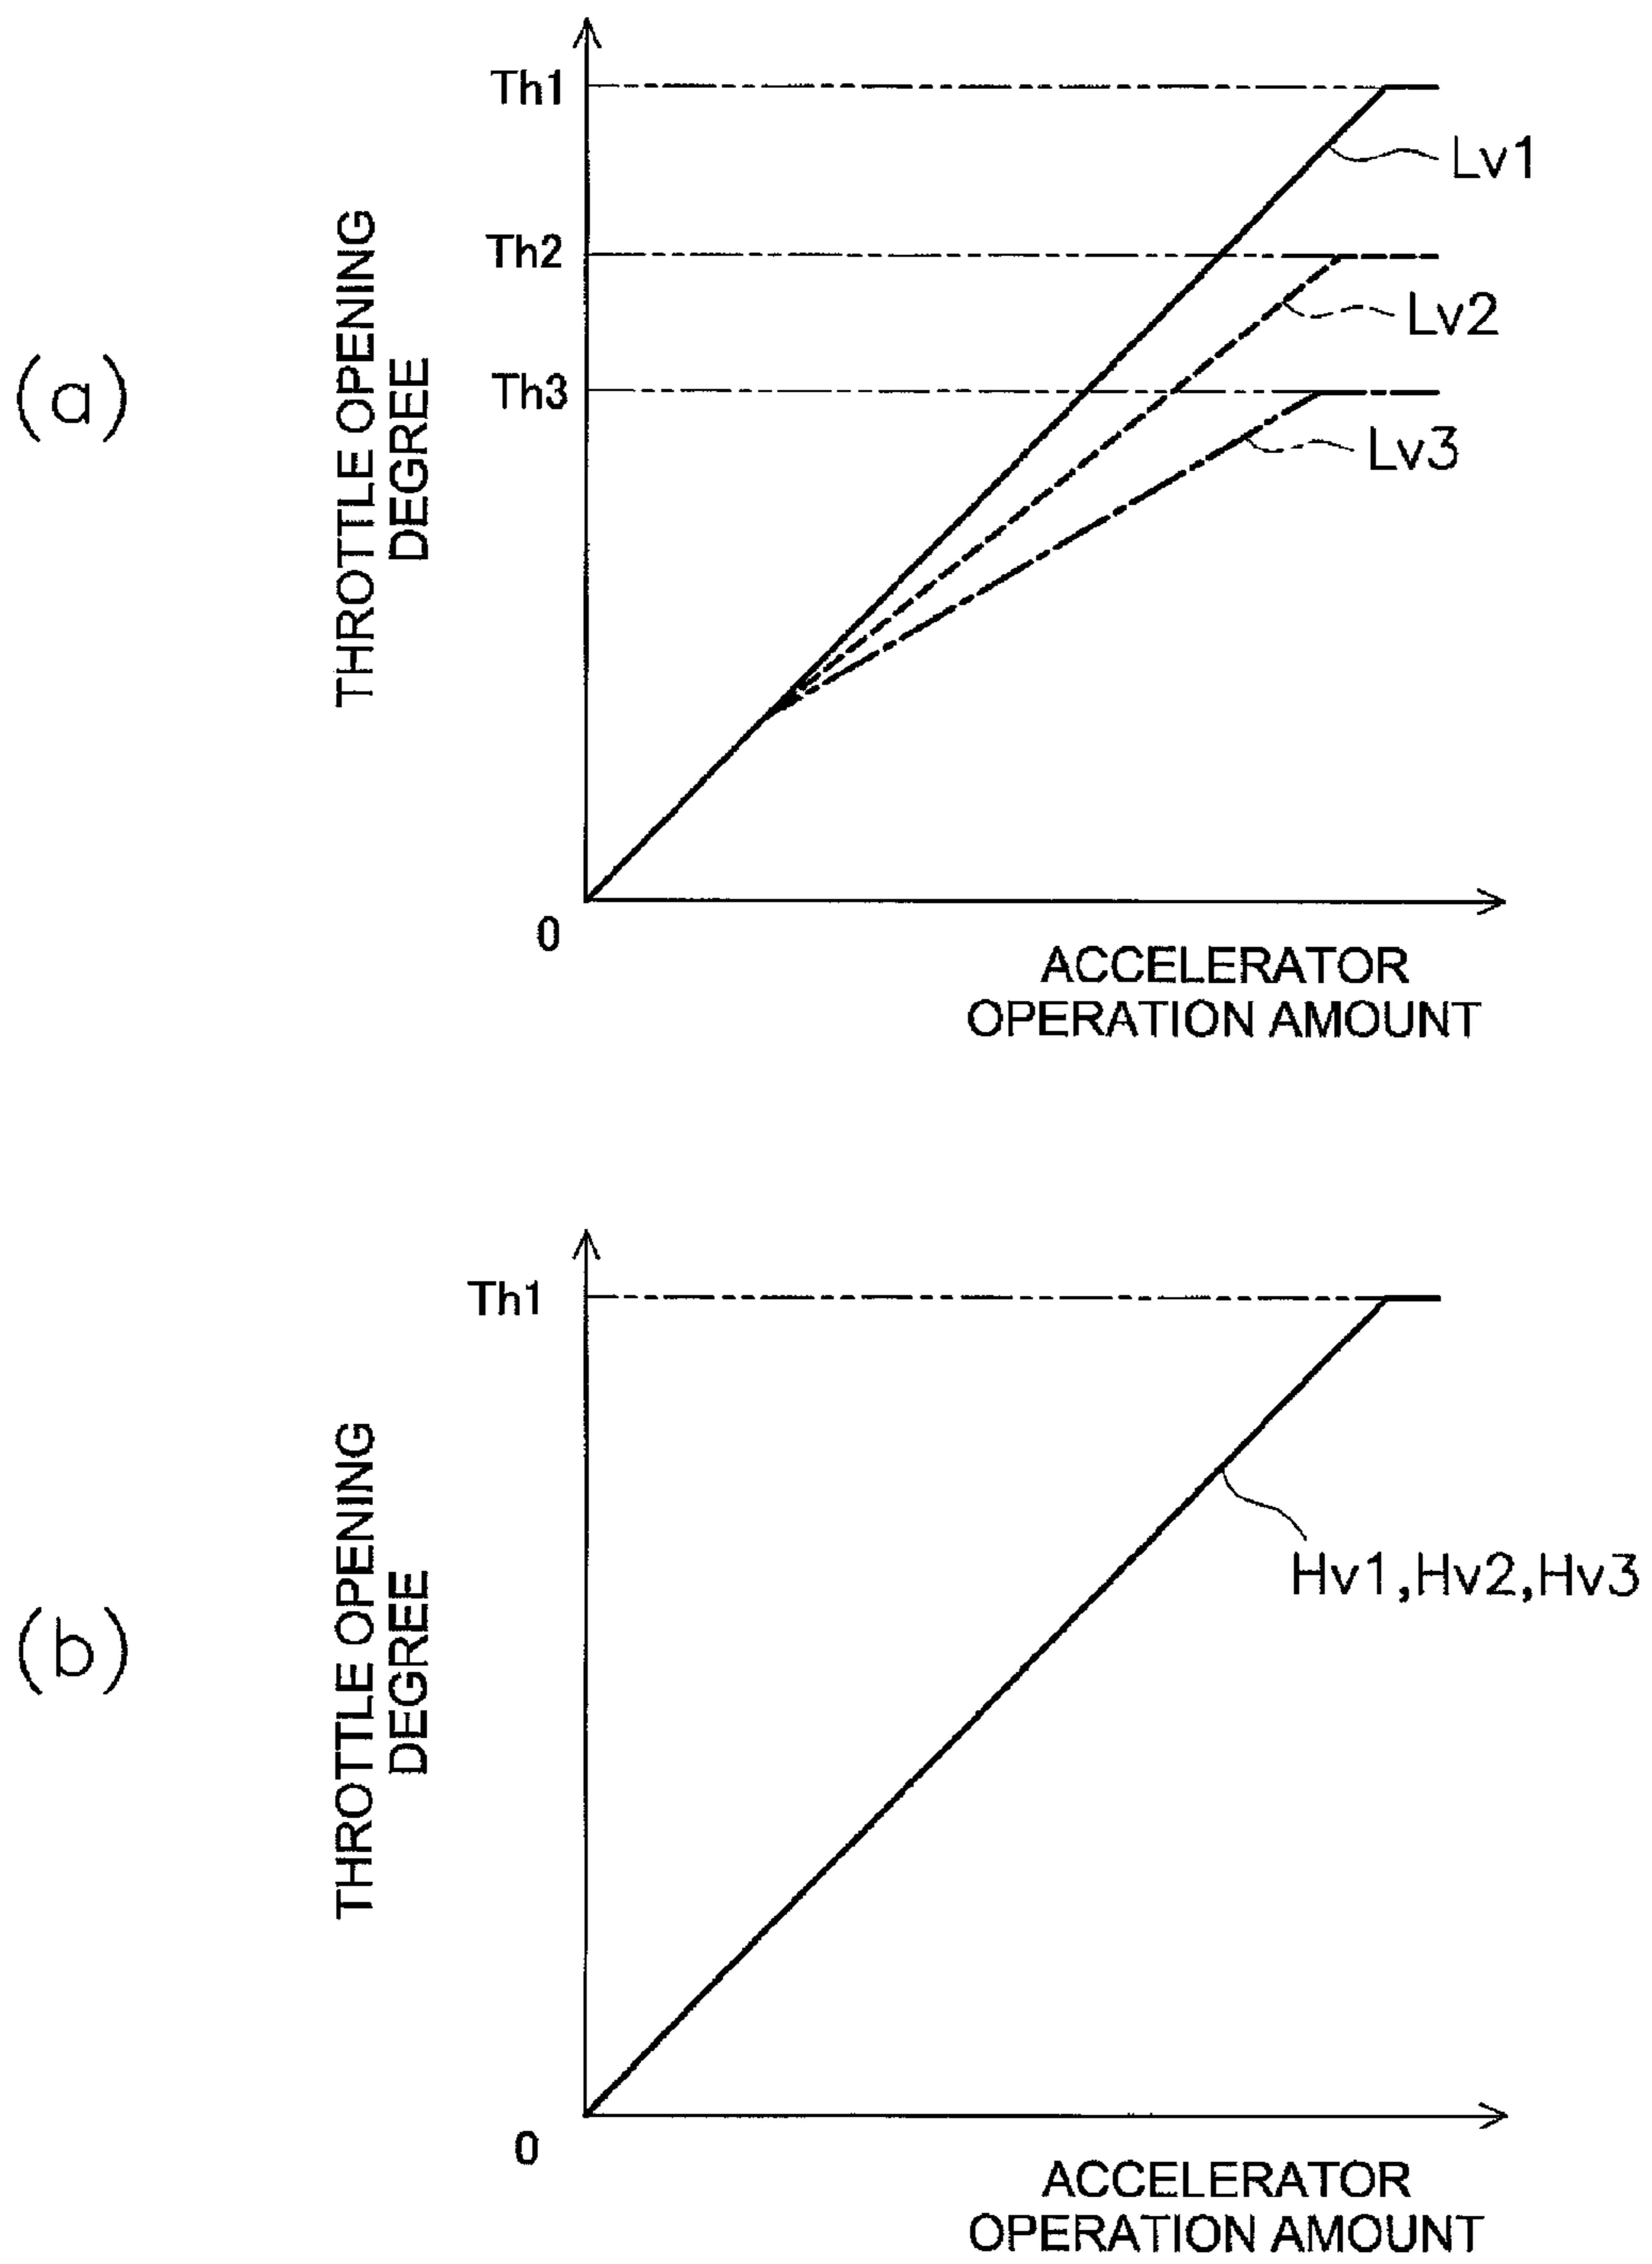 (a)
THROTTLE OPENING
DEGREE
Th1
Th2
Th3
Lv1
Lv2
Lv3
0
ACCELERATOR
OPERATION AMOUNT
(b)
THROTTLE OPENING
DEGREE
Th1
Hv1,Hv2,Hv3
0
ACCELERATOR
OPERATION AMOUNT